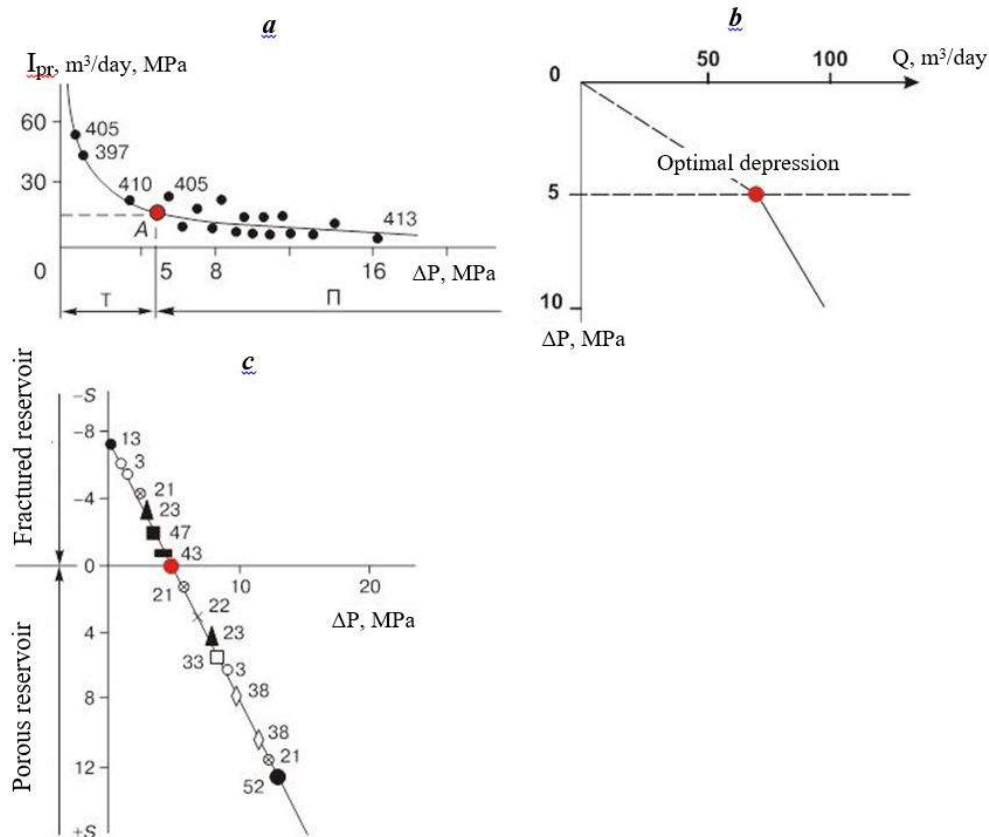 a
I pr, m³/day, MPa
60
30
405
397
410
405
413
A
0
5
8
16
ΔP, MPa
T
П
b
0
50
100
Q, m³/day
Optimal depression
5
10
ΔP, MPa
c
Fractured reservoir
Porous reservoir
-S
-8
-4
0
4
8
12
+S
13
3
21
23
47
43
10
20
ΔP, MPa
21
22
23
33
3
38
38
21
52